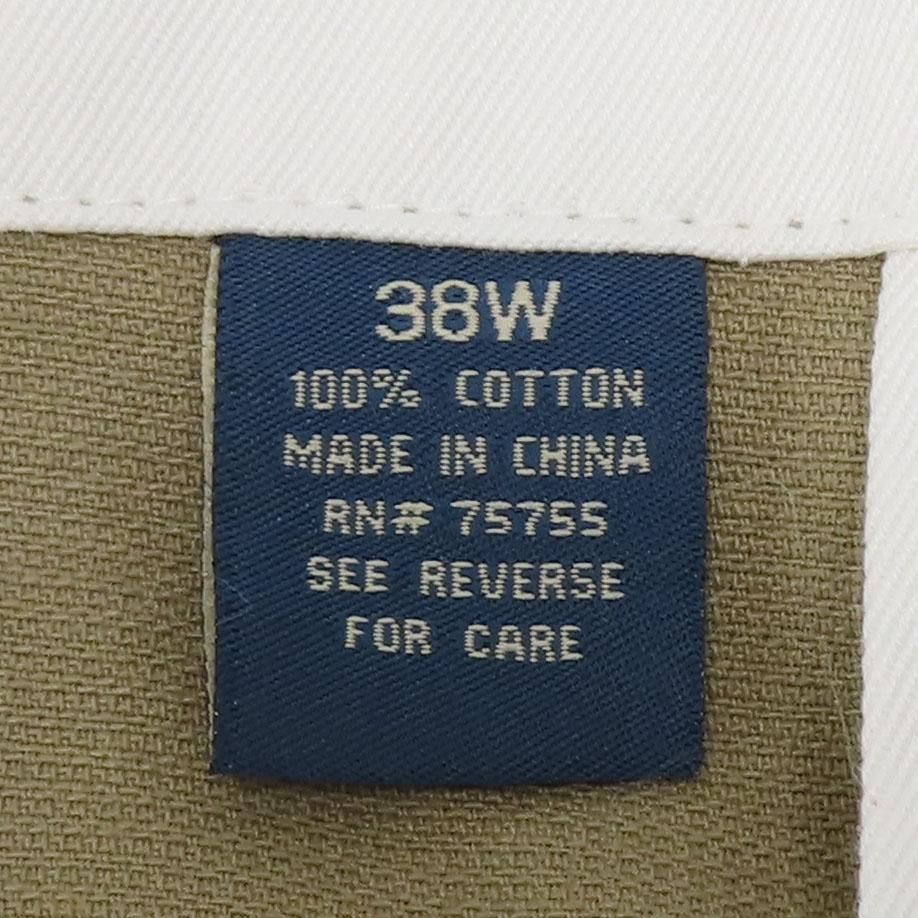 38W
100% COTTON
MADE IN CHINA
RN# 75755
SEE REVERSE
FOR CARE